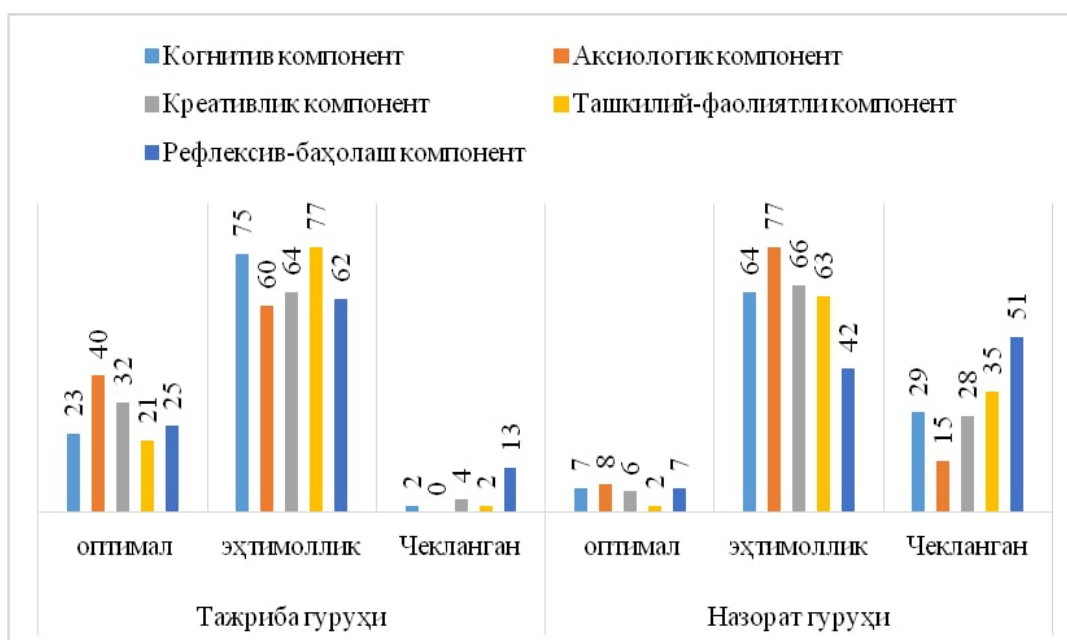 Когнитив компонент
Аксиологик компонент
Креативлик компонент
Ташкилий-фаолиятли компонент
Рефлексив-баҳолаш компонент
23
40
32
21
25
75
60
64
77
62
2
0
4
2
13
7
8
6
2
7
64
77
66
63
42
29
15
28
35
51
оптимал
эҳтимоллик
Чекланган
оптимал
эҳтимоллик
Чекланган
Тажриба гуруҳи
Назорат гуруҳи